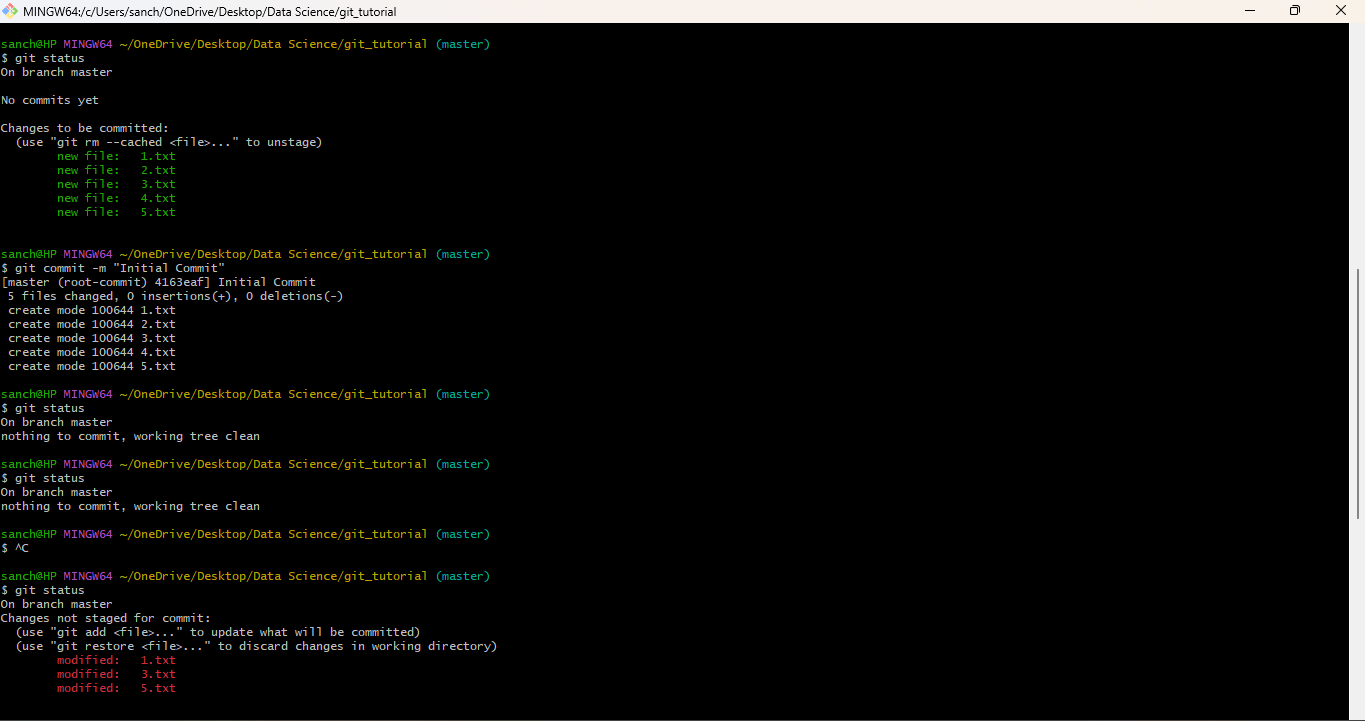 MINGW64:/c/Users/sanch/OneDrive/Desktop/Data Science/git_tutorial
sanch@HP MINGW64 ~/OneDrive/Desktop/Data Science/git_tutorial (master)
$ git status
On branch master
No commits yet
Changes to be committed:
  (use "git rm --cached <file>..." to unstage)
        new file:   1.txt
        new file:   2.txt
        new file:   3.txt
        new file:   4.txt
        new file:   5.txt
sanch@HP MINGW64 ~/OneDrive/Desktop/Data Science/git_tutorial (master)
$ git commit -m "Initial Commit"
[master (root-commit) 4163eaf] Initial Commit
 5 files changed, 0 insertions(+), 0 deletions(-)
 create mode 100644 1.txt
 create mode 100644 2.txt
 create mode 100644 3.txt
 create mode 100644 4.txt
 create mode 100644 5.txt
sanch@HP MINGW64 ~/OneDrive/Desktop/Data Science/git_tutorial (master)
$ git status
On branch master
nothing to commit, working tree clean
sanch@HP MINGW64 ~/OneDrive/Desktop/Data Science/git_tutorial (master)
$ git status
On branch master
nothing to commit, working tree clean
sanch@HP MINGW64 ~/OneDrive/Desktop/Data Science/git_tutorial (master)
$ ^C
sanch@HP MINGW64 ~/OneDrive/Desktop/Data Science/git_tutorial (master)
$ git status
On branch master
Changes not staged for commit:
  (use "git add <file>..." to update what will be committed)
  (use "git restore <file>..." to discard changes in working directory)
        modified:   1.txt
        modified:   3.txt
        modified:   5.txt